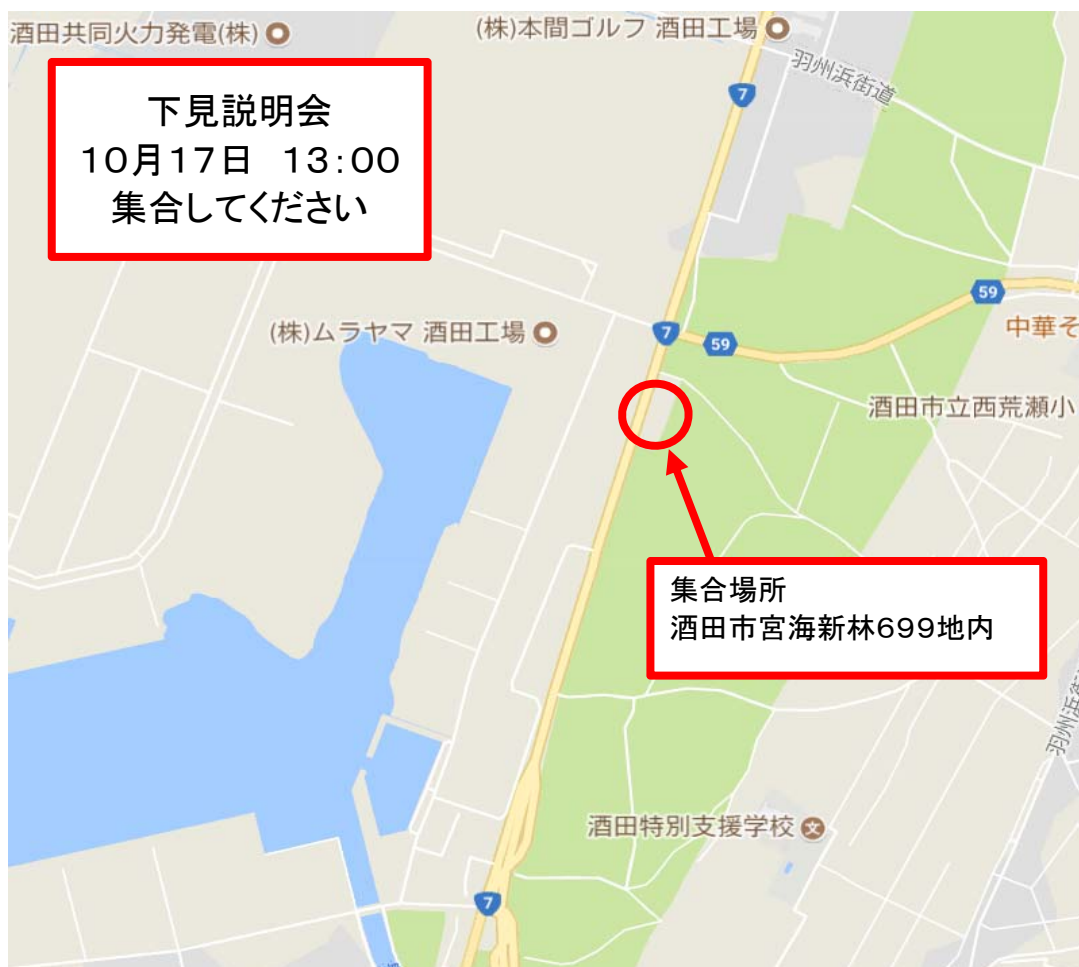 酒田共同火力発電(株)
(株)本間ゴルフ 酒田工場
羽州浜街道
下見説明会
10月17日 13:00
集合してください
7
59
(株)ムラヤマ 酒田工場
7
59
中華そ
酒田市立西荒瀬小
集合場所
酒田市宮海新林699地内
羽州浜街
酒田特別支援学校
文
7